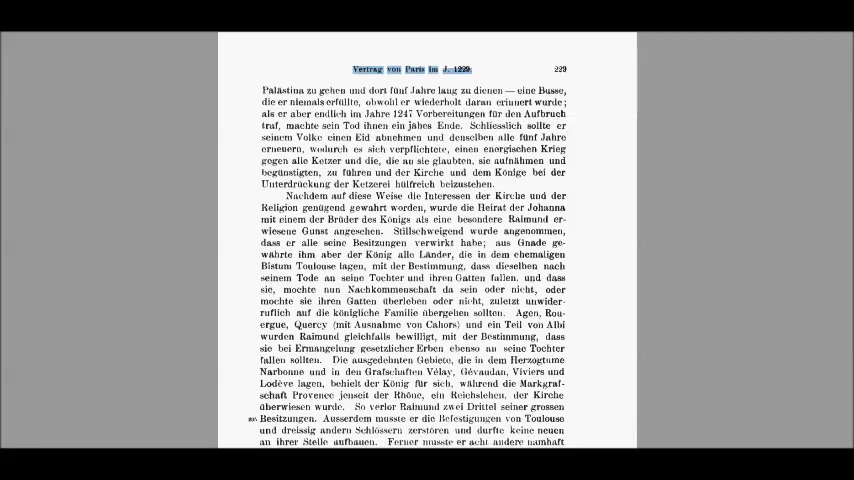 Vertrag von Paris im J. 1229 229
Palästina zu gehen und dort fünf Jahre lang zu dienen — eine Busse,
die er niemals erfüllte, obwohl er wiederholt daran erinnert wurde;
als er aber endlich im Jahre 1247 Vorbereitungen für den Aufbruch
traf, machte sein Tod ihnen ein jähes Ende. Schliesslich sollte er
seinem Volke einen Eid abnehmen und denselben alle fünf Jahre
erneuern, wodurch es sich verpflichtete, einen energischen Krieg
gegen alle Ketzer und die, die an sie glaubten, sie aufnähmen und
begünstigten, zu führen und der Kirche und dem Könige bei der
Unterdrückung der Ketzerei hülfreich beizustehen.
Nachdem auf diese Weise die Interessen der Kirche und der
Religion genügend gewahrt worden, wurde die Heirat der Johanna
mit einem der Brüder des Königs als eine besondere Raimund er-
wiesene Gunst angesehen. Stillschweigend wurde angenommen,
dass er alle seine Besitzungen verwirkt habe; aus Gnade ge-
währte ihm aber der König alle Länder, die in dem ehemaligen
Bistum Toulouse lagen, mit der Bestimmung, dass dieselben nach
seinem Tode an seine Tochter und ihren Gatten fallen, und dass
sie, mochte nun Nachkommenschaft da sein oder nicht, oder
mochte sie ihren Gatten überleben oder nicht, zuletzt unwider-
ruflich auf die königliche Familie übergehen sollten. Agen, Rou-
ergue, Quercy (mit Ausnahme von Cahors) und ein Teil von Albi
wurden Raimund gleichfalls bewilligt, mit der Bestimmung, dass
sie bei Ermangelung gesetzlicher Erben ebenso an seine Tochter
fallen sollten. Die ausgedehnten Gebiete, die in dem Herzogtume
Narbonne und in den Grafschaften Vélay, Gévaudan, Viviers und
Lodève lagen, behielt der König für sich, während die Markgraf-
schaft Provence jenseit der Rhône, ein Reichslehen, der Kirche
überwiesen wurde. So verlor Raimund zwei Drittel seiner grossen
Besitzungen. Ausserdem musste er die Befestigungen von Toulouse
und dreissig andern Schlössern zerstören und durfte keine neuen
an ihrer Stelle aufbauen. Ferner musste er acht andere namhaft